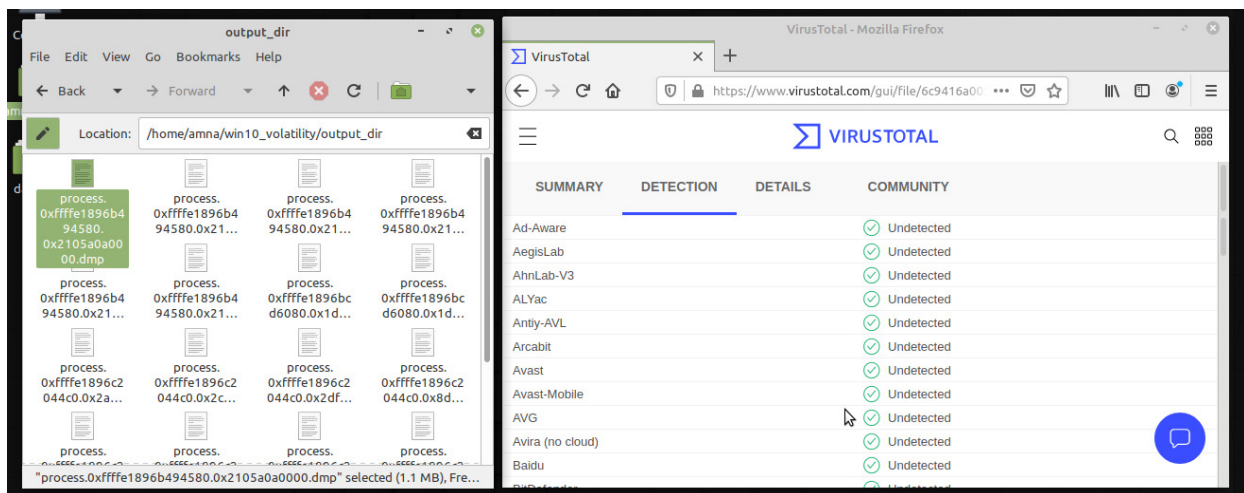 output_dir
File Edit View Go Bookmarks Help
Back Forward
Location: /home/amna/win10_volatility/output_dir
process.
0xffffe1896b4
94580.
0x2105a0a00
00.dmp
process.
0xffffe1896b4
94580.0x21...
process.
0xffffe1896b4
94580.0x21...
process.
0xffffe1896b4
94580.0x21...
process.
0xffffe1896b4
94580.0x21...
process.
0xffffe1896b4
94580.0x21...
process.
0xffffe1896bc
d6080.0x1d...
process.
0xffffe1896bc
d6080.0x1d...
process.
0xffffe1896c2
044c0.0x2a...
process.
0xffffe1896c2
044c0.0x2c...
process.
0xffffe1896c2
044c0.0x2df...
process.
0xffffe1896c2
044c0.0x8d...
process.
process.
process.
process.
"process.0xffffe1896b494580.0x2105a0a0000.dmp" selected (1.1 MB), Fre...
VirusTotal - Mozilla Firefox
VirusTotal
https://www.virustotal.com/gui/file/6c9416a00
VIRUSTOTAL
SUMMARY DETECTION DETAILS COMMUNITY
Ad-Aware Undetected
AegisLab Undetected
AhnLab-V3 Undetected
ALYac Undetected
Antiy-AVL Undetected
Arcabit Undetected
Avast Undetected
Avast-Mobile Undetected
AVG Undetected
Avira (no cloud) Undetected
Baidu Undetected